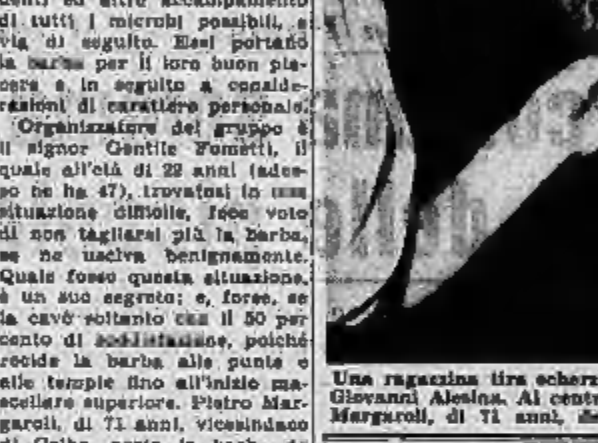 di tutti i microbi possibili, e
via di seguito. Essi portano
la barba per il loro buon pia-
cere e in seguito a conside-
razioni di carattere personale.
Organizzatore del gruppo è
il signor Gentile Fometti, il
quale all'età di 22 anni (ades-
so ne ha 47), trovatosi in una
situazione difficile, fece voto
di non tagliarsi più la barba,
se ne usciva benignamente.
Quale fosse questa situazione,
è un suo segreto; e, forse, se
la cavò soltanto con il 50 per
cento di soddisfazione, poiché
recide la barba alle punte e
alle tempie fino all'inizio ma-
scellare superiore. Pietro Mar-
garoli, di 71 anni, vicesindaco
Una ragazzina tira scherz
Giovanni Alesina. Al centr
Margaroli, di 71 anni, de